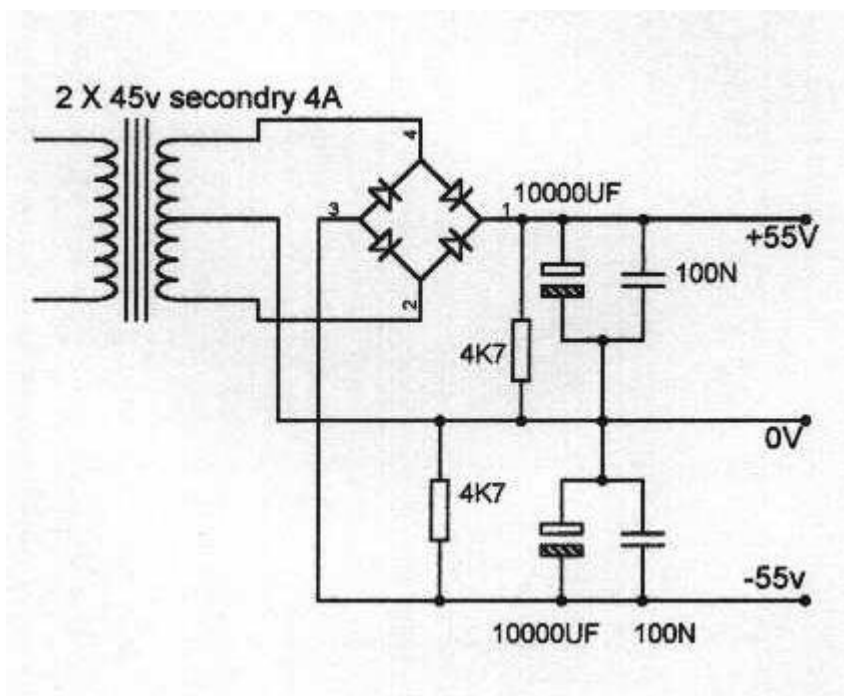 2 X 45v secondry 4A
4
3
1
2
10000UF
+55V
100N
4K7
0V
4K7
-55v
10000UF
100N